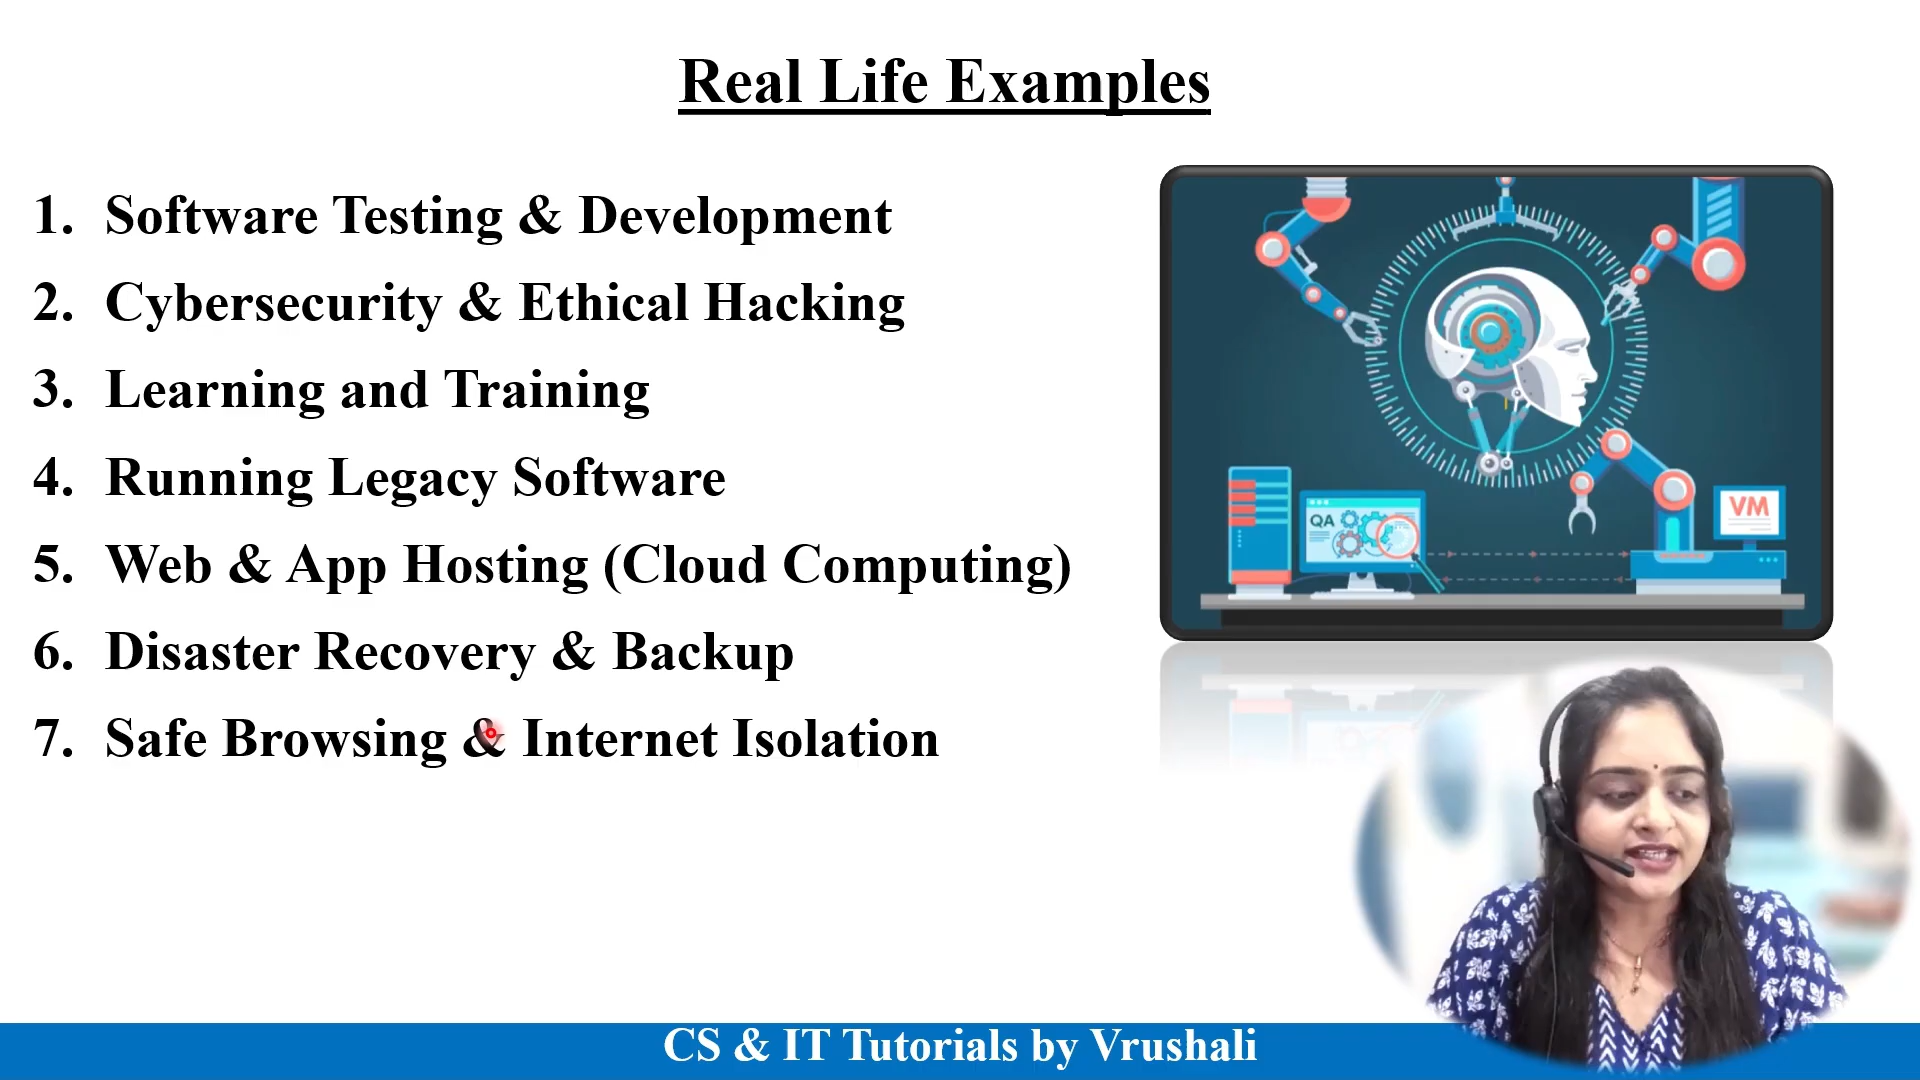 Real Life Examples
1. Software Testing & Development
2. Cybersecurity & Ethical Hacking
3. Learning and Training
4. Running Legacy Software
5. Web & App Hosting (Cloud Computing)
6. Disaster Recovery & Backup
7. Safe Browsing & Internet Isolation
QA
VM
CS & IT Tutorials by Vrushali